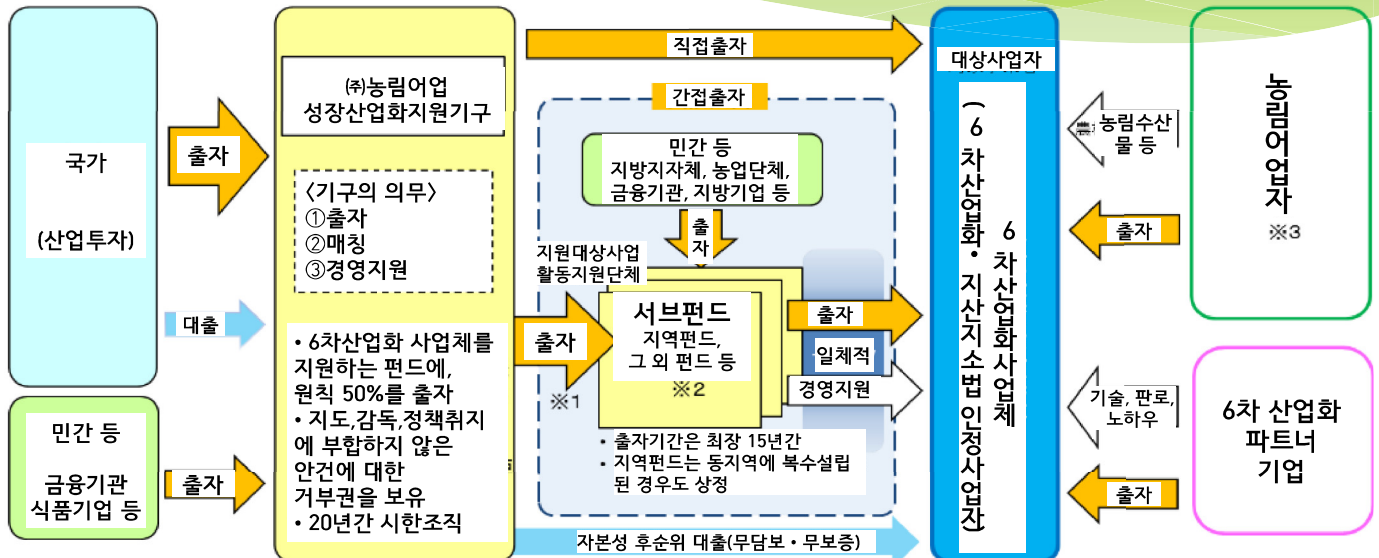 국가
(산업투자)
민간 등
금융기관
식품기업 등
출자
대출
출자
㈜농림어업
성장산업화지원기구
〈기구의 의무〉
①출자
②매칭
③경영지원
• 6차산업화 사업체를
지원하는 펀드에,
원칙 50%를 출자
• 지도,감독,정책취지
에 부합하지 않은
안건에 대한
거부권을 보유
• 20년간 시한조직
직접출자
간접출자
민간 등
지방지자체, 농업단체,
금융기관, 지방기업 등
출
자
지원대상사업
활동지원단체
출자
※1
서브펀드
지역펀드,
그 외 펀드 등
※2
출자
일체적
경영지원
• 출자기간은 최장 15년간
• 지역펀드는 동지역에 복수설립
된 경우도 상정
자본성 후순위 대출(무담보・무보증)
대상사업자
6차산업화사업체
(6차산업화・지산지소법 인정사업자)
농림수산
물 등
출자
기술, 판로,
노하우
출자
농림어업자
※3
6차 산업화
파트너
기업